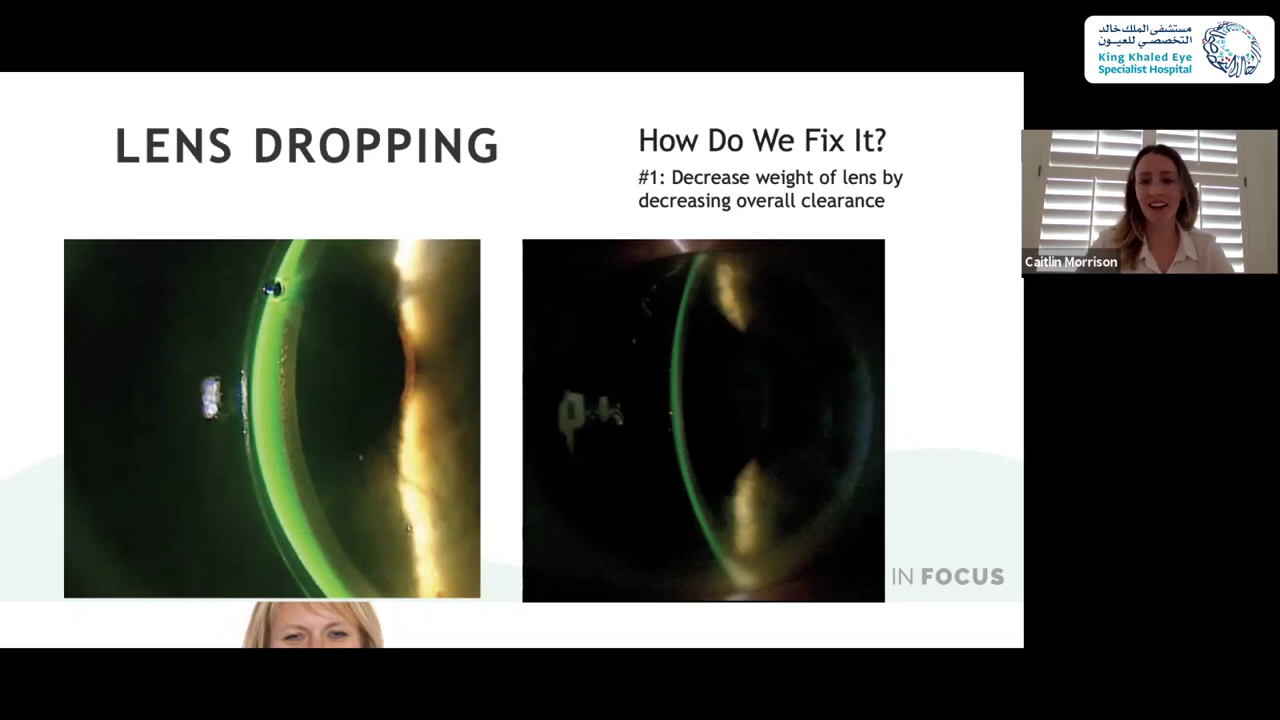 مستشفى الملك خالد
التخصصي للعيون
King Khaled Eye
Specialist Hospital
LENS DROPPING
How Do We Fix It?
#1: Decrease weight of lens by
decreasing overall clearance
Caitlin Morrison
IN FOCUS